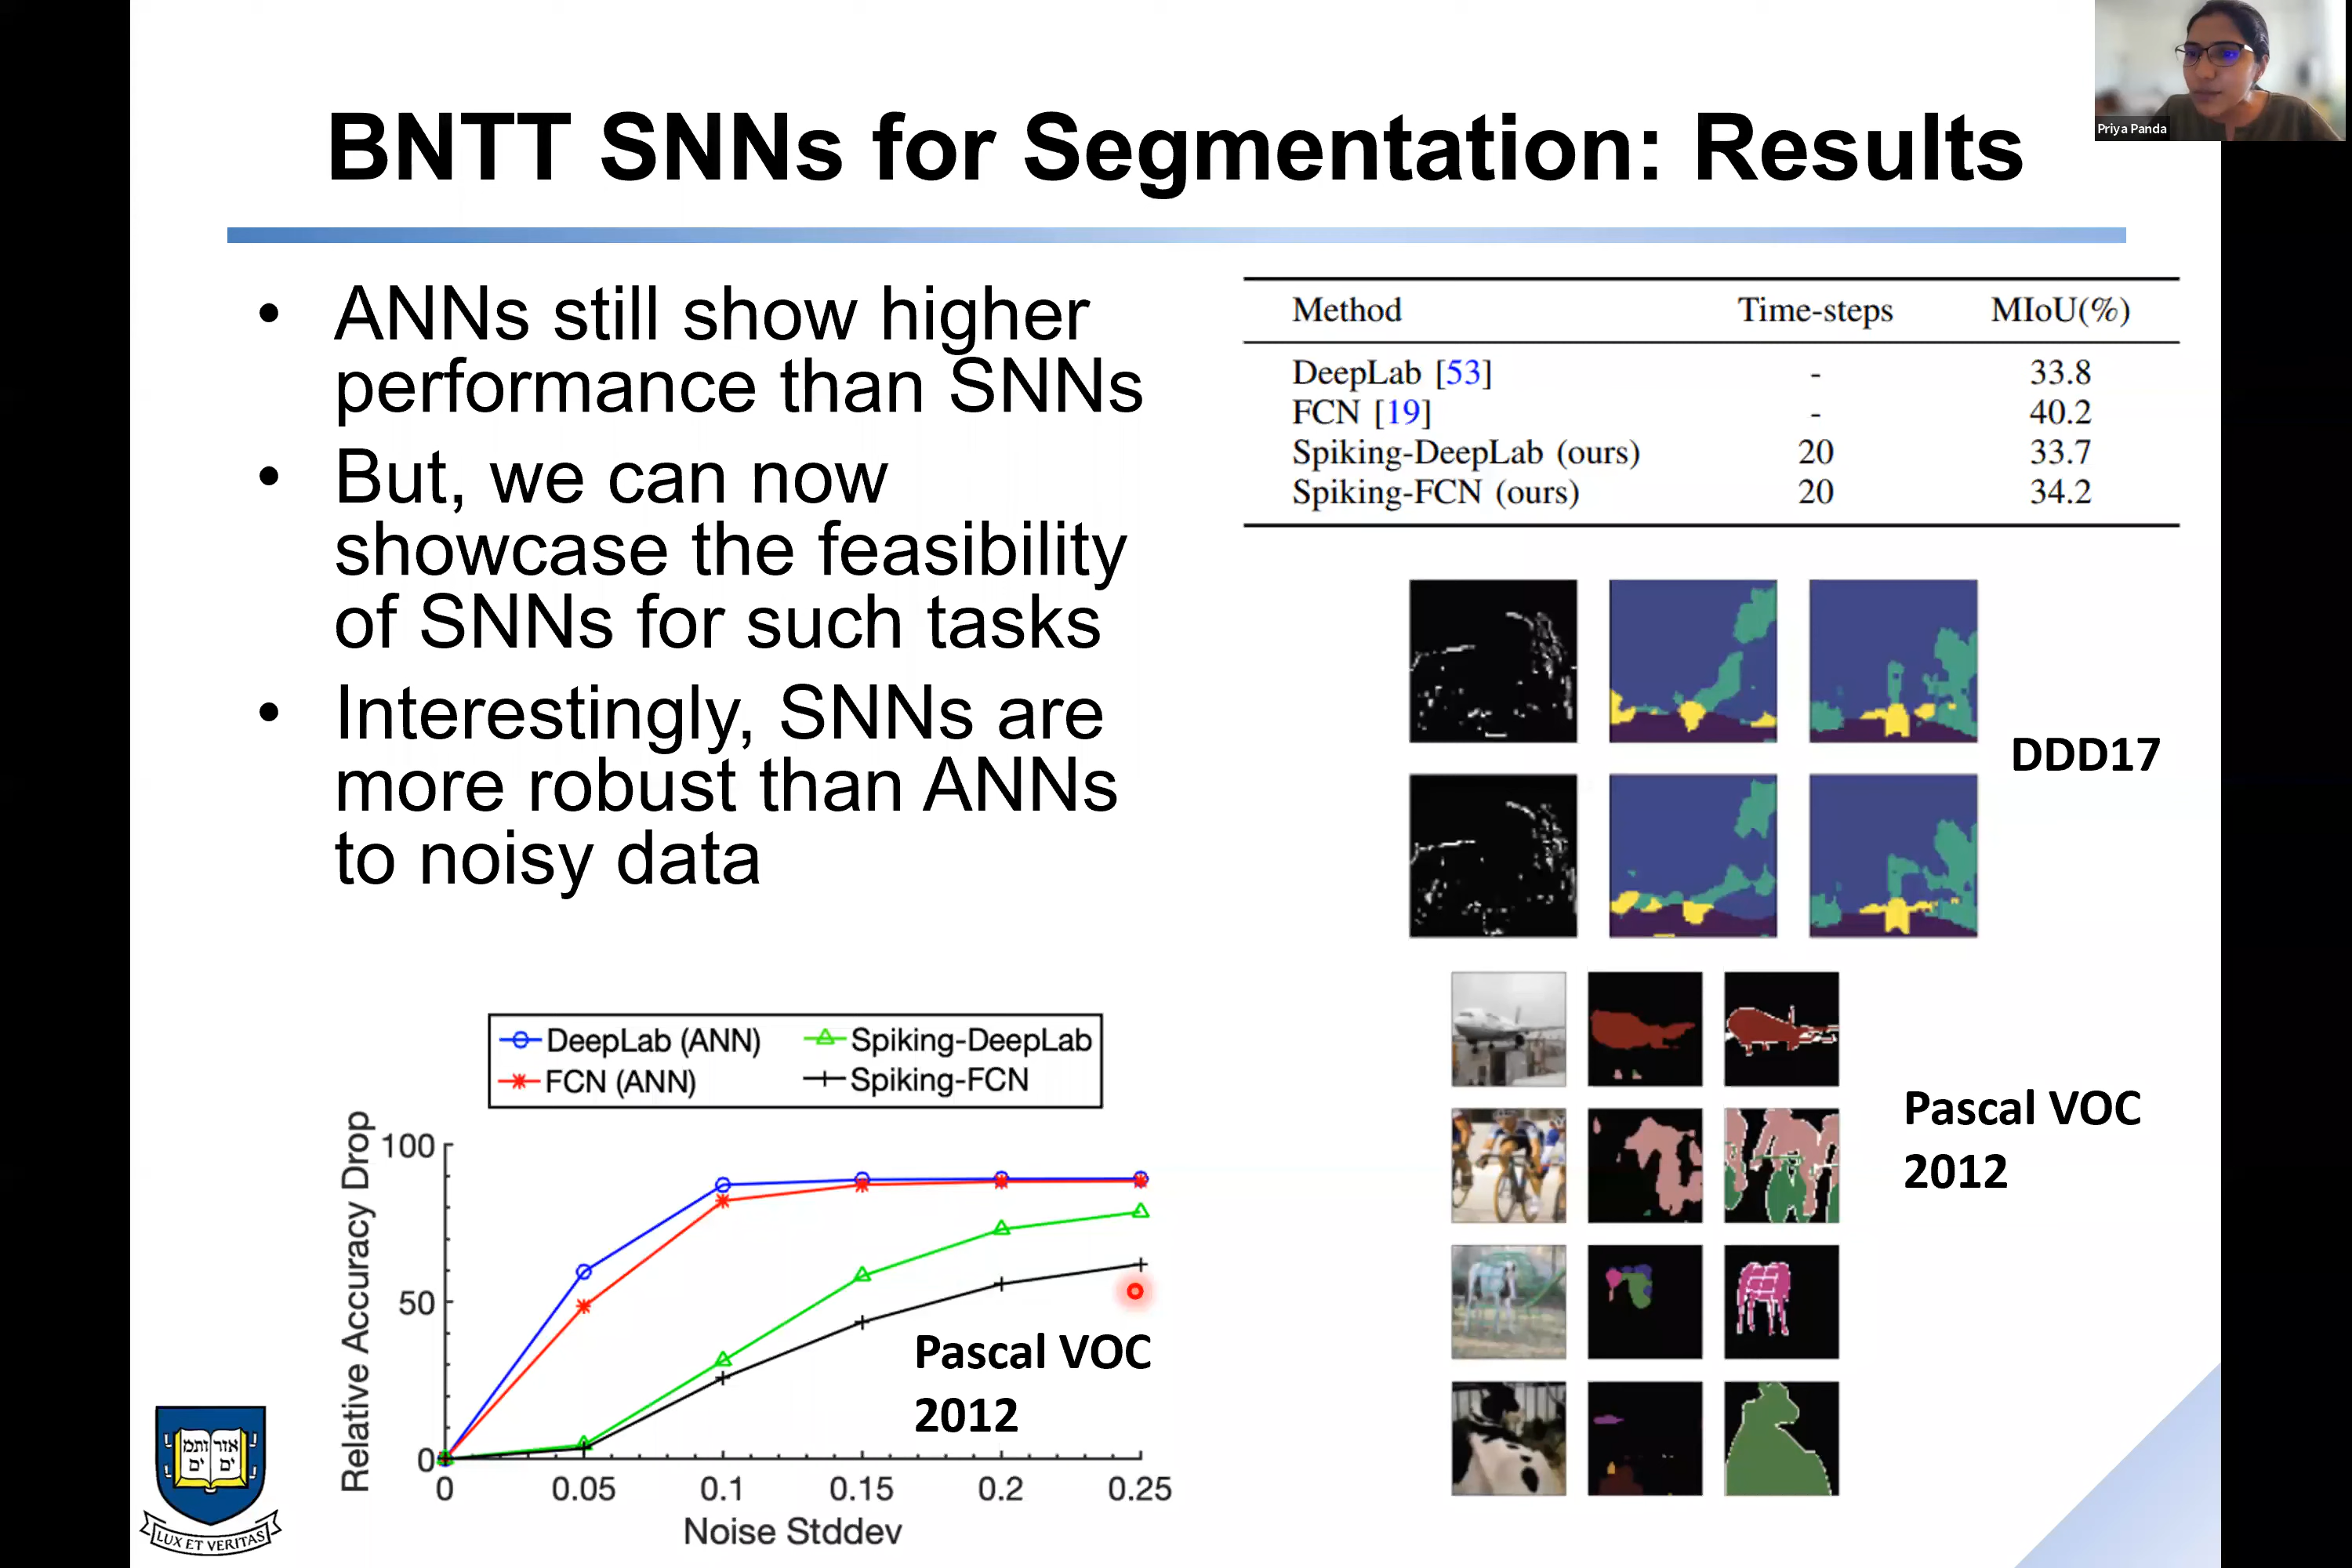 Priya Panda
BNTT SNNs for Segmentation: Results
• ANNs still show higher
performance than SNNs
• But, we can now
showcase the feasibility
of SNNs for such tasks
• Interestingly, SNNs are
more robust than ANNs
to noisy data
Method Time-steps MIoU(%)
DeepLab [53] - 33.8
FCN [19] - 40.2
Spiking-DeepLab (ours) 20 33.7
Spiking-FCN (ours) 20 34.2
DDD17
Pascal VOC
2012
DeepLab (ANN) Spiking-DeepLab
FCN (ANN) Spiking-FCN
Relative Accuracy Drop
100
50
0
0 0.05 0.1 0.15 0.2 0.25
Noise Stddev
Pascal VOC
2012
LUX ET VERITAS